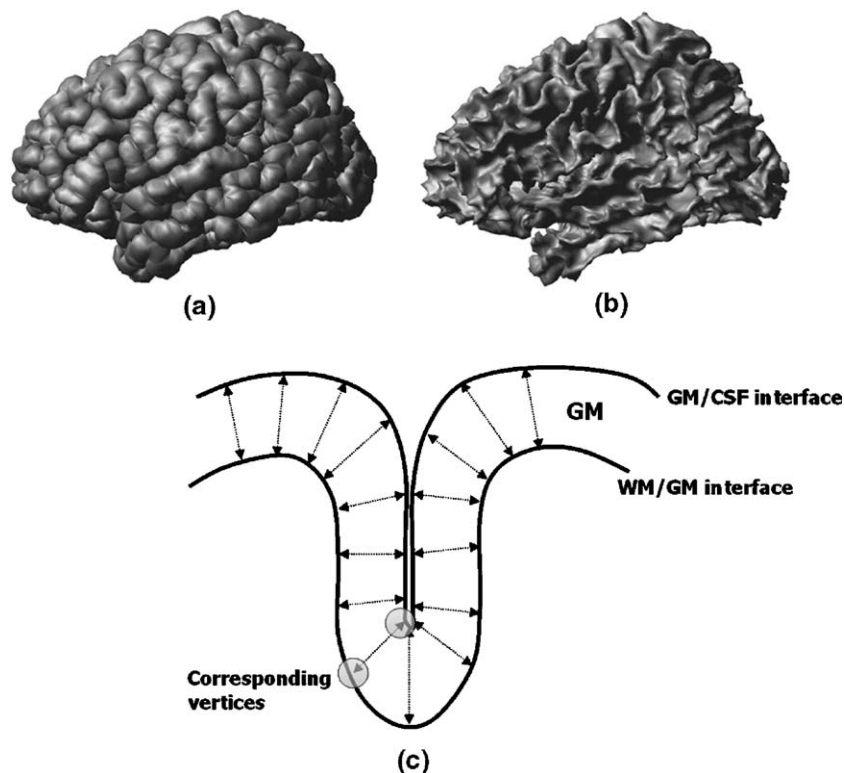 (a)
(b)
GM
GM/CSF interface
WM/GM interface
Corresponding
vertices
(c)